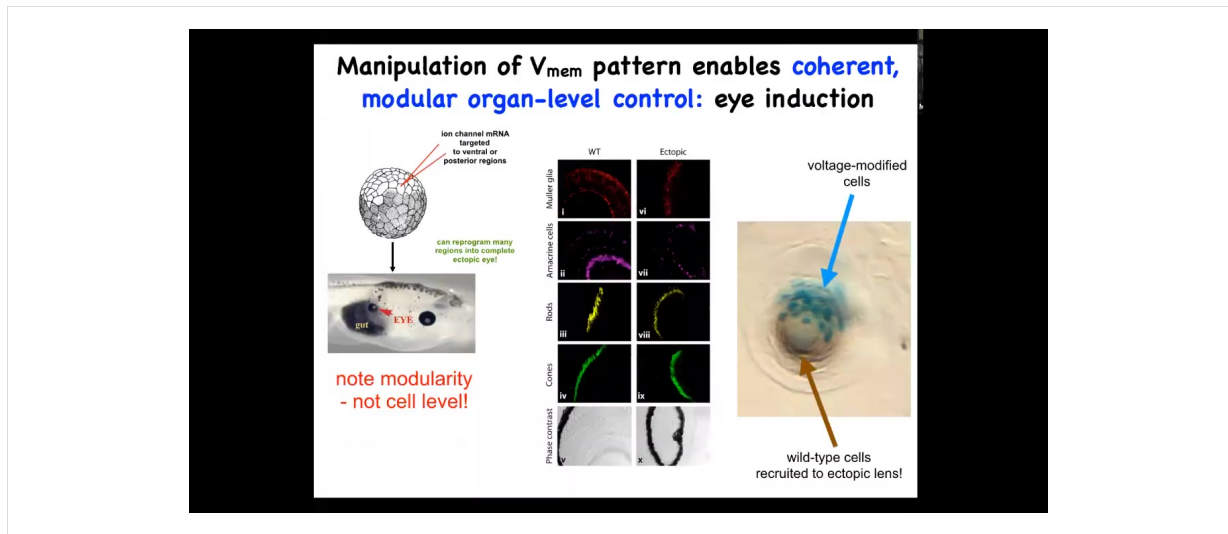 Manipulation of Vmem pattern enables coherent,
modular organ-level control: eye induction
ion channel mRNA
targeted
to ventral or
posterior regions
can reprogram many
regions into complete
ectopic eye!
gut
EYE
note modularity
- not cell level!
WT
Ectopic
Muller glia
i
vi
Amacrine cells
ii
vii
Rods
iii
viii
Cones
iv
ix
Phase contrast
v
x
voltage-modified
cells
wild-type cells
recruited to ectopic lens!